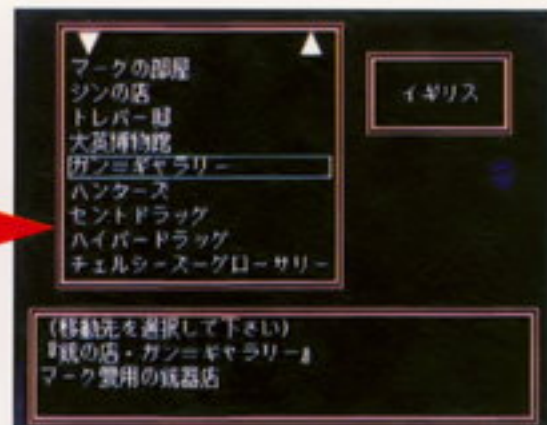 マークの部屋
ジンの店
トレバー邸
大英博物館
ガン=ギャラリー
ハンターズ
セントドラッグ
ハイパードラッグ
チェルシーズーグローサリー
イギリス
(移動先を選択して下さい)
『銃の店・ガン=ギャラリー』
マーク愛用の銃器店